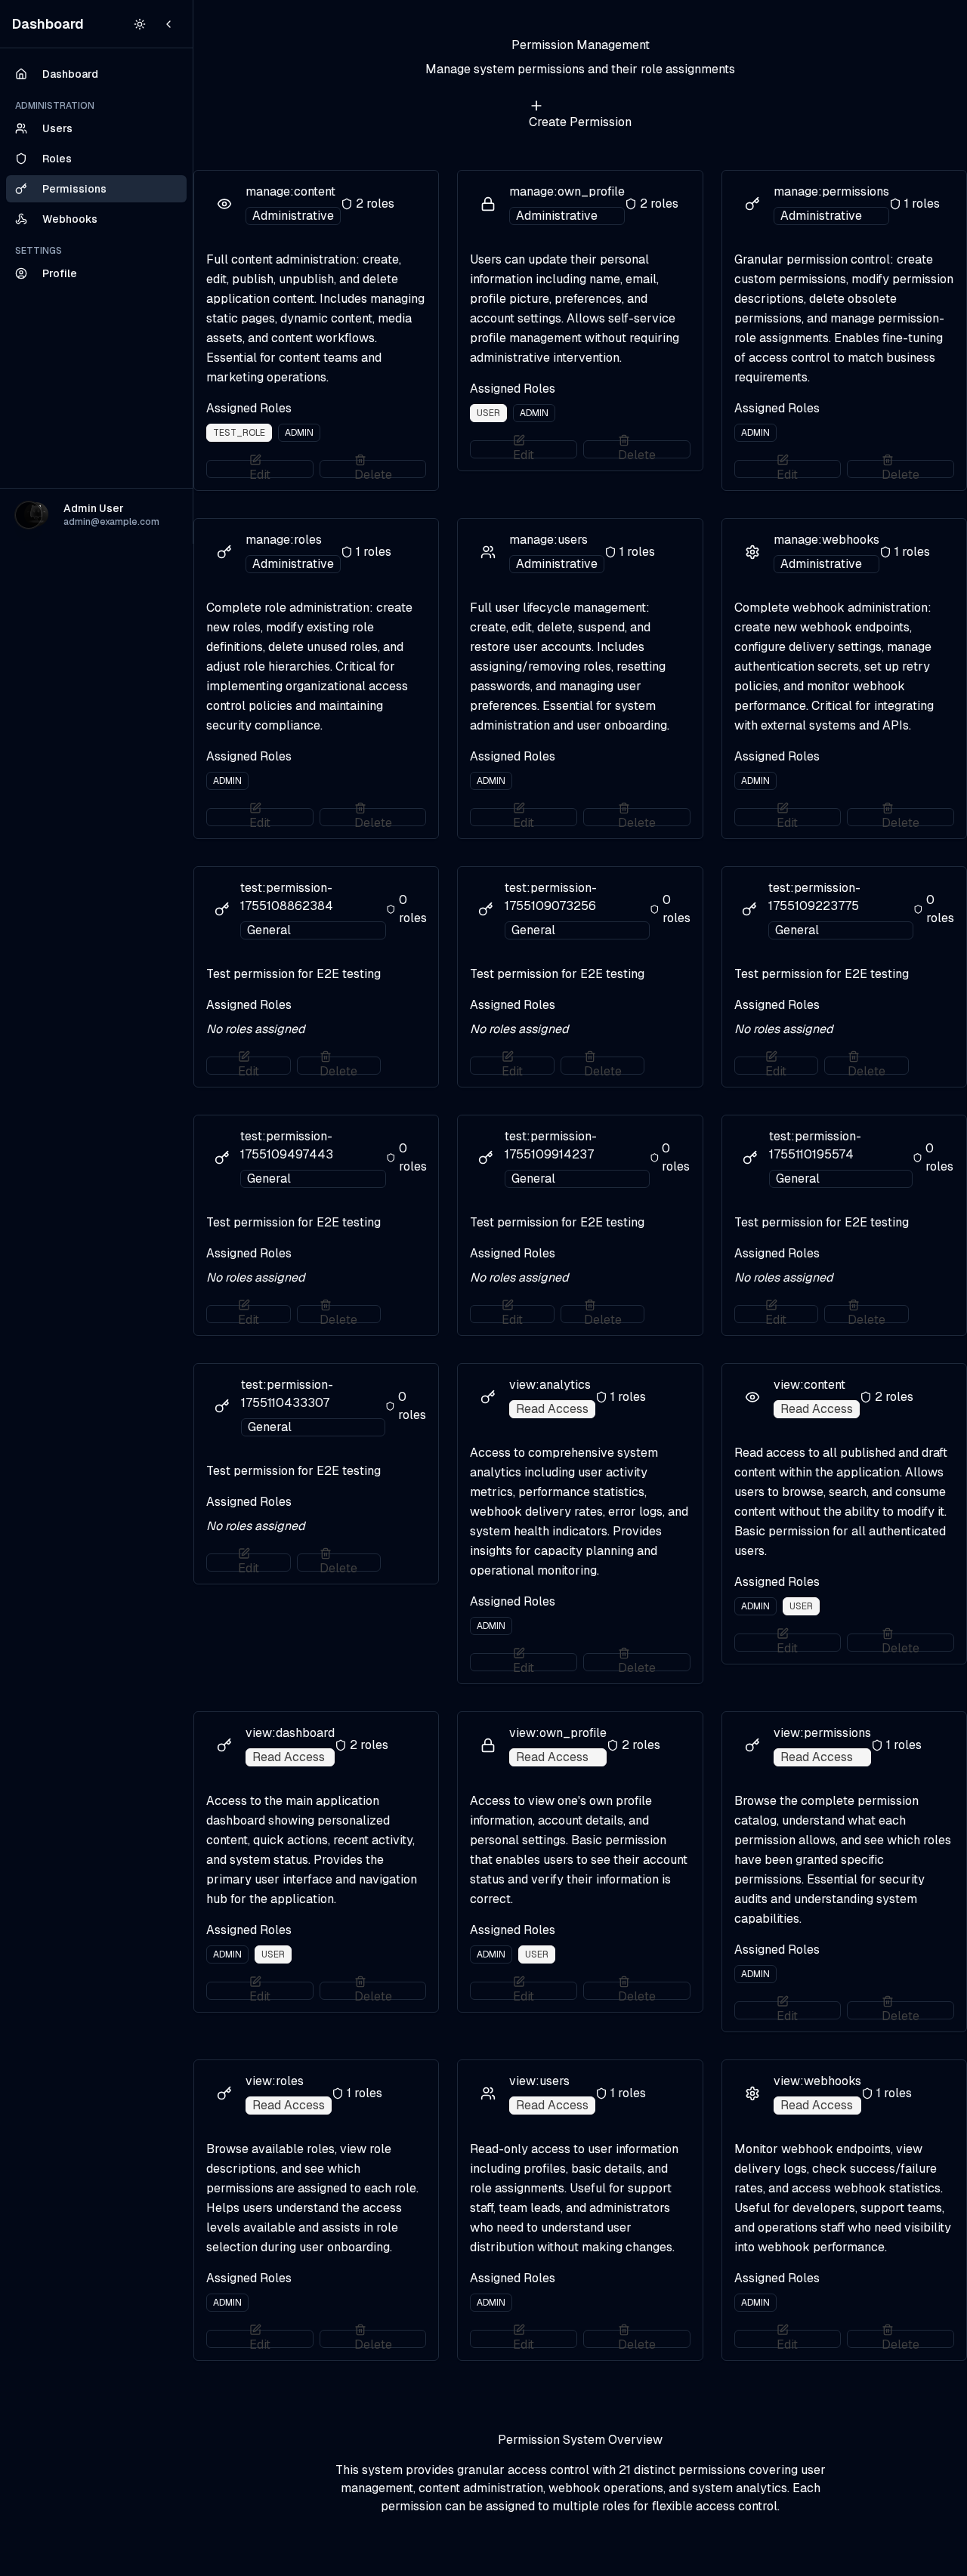 Dashboard
Dashboard
ADMINISTRATION
Users
Roles
Permissions
Webhooks
SETTINGS
Profile
Admin User
admin@example.com
Permission Management
Manage system permissions and their role assignments
Create Permission
manage:content
Administrative
2 roles
Full content administration: create,
edit, publish, unpublish, and delete
application content. Includes managing
static pages, dynamic content, media
assets, and content workflows.
Essential for content teams and
marketing operations.
Assigned Roles
TEST_ROLE ADMIN
Edit Delete
manage:own_profile
Administrative
2 roles
Users can update their personal
information including name, email,
profile picture, preferences, and
account settings. Allows self-service
profile management without requiring
administrative intervention.
Assigned Roles
USER ADMIN
Edit Delete
manage:permissions
Administrative
1 roles
Granular permission control: create
custom permissions, modify permission
descriptions, delete obsolete
permissions, and manage permission-
role assignments. Enables fine-tuning
of access control to match business
requirements.
Assigned Roles
ADMIN
Edit Delete
manage:roles
Administrative
1 roles
Complete role administration: create
new roles, modify existing role
definitions, delete unused roles, and
adjust role hierarchies. Critical for
implementing organizational access
control policies and maintaining
security compliance.
Assigned Roles
ADMIN
Edit Delete
manage:users
Administrative
1 roles
Full user lifecycle management:
create, edit, delete, suspend, and
restore user accounts. Includes
assigning/removing roles, resetting
passwords, and managing user
preferences. Essential for system
administration and user onboarding.
Assigned Roles
ADMIN
Edit Delete
manage:webhooks
Administrative
1 roles
Complete webhook administration:
create new webhook endpoints,
configure delivery settings, manage
authentication secrets, set up retry
policies, and monitor webhook
performance. Critical for integrating
with external systems and APIs.
Assigned Roles
ADMIN
Edit Delete
test:permission-
1755108862384
General
0
roles
Test permission for E2E testing
Assigned Roles
No roles assigned
Edit Delete
test:permission-
1755109073256
General
0
roles
Test permission for E2E testing
Assigned Roles
No roles assigned
Edit Delete
test:permission-
1755109223775
General
0
roles
Test permission for E2E testing
Assigned Roles
No roles assigned
Edit Delete
test:permission-
1755109497443
General
0
roles
Test permission for E2E testing
Assigned Roles
No roles assigned
Edit Delete
test:permission-
1755109914237
General
0
roles
Test permission for E2E testing
Assigned Roles
No roles assigned
Edit Delete
test:permission-
1755110195574
General
0
roles
Test permission for E2E testing
Assigned Roles
No roles assigned
Edit Delete
test:permission-
1755110433307
General
0
roles
Test permission for E2E testing
Assigned Roles
No roles assigned
Edit Delete
view:analytics
Read Access
1 roles
Access to comprehensive system
analytics including user activity
metrics, performance statistics,
webhook delivery rates, error logs, and
system health indicators. Provides
insights for capacity planning and
operational monitoring.
Assigned Roles
ADMIN
Edit Delete
view:content
Read Access
2 roles
Read access to all published and draft
content within the application. Allows
users to browse, search, and consume
content without the ability to modify it.
Basic permission for all authenticated
users.
Assigned Roles
ADMIN USER
Edit Delete
view:dashboard
Read Access
2 roles
Access to the main application
dashboard showing personalized
content, quick actions, recent activity,
and system status. Provides the
primary user interface and navigation
hub for the application.
Assigned Roles
ADMIN USER
Edit Delete
view:own_profile
Read Access
2 roles
Access to view one's own profile
information, account details, and
personal settings. Basic permission
that enables users to see their account
status and verify their information is
correct.
Assigned Roles
ADMIN USER
Edit Delete
view:permissions
Read Access
1 roles
Browse the complete permission
catalog, understand what each
permission allows, and see which roles
have been granted specific
permissions. Essential for security
audits and understanding system
capabilities.
Assigned Roles
ADMIN
Edit Delete
view:roles
Read Access
1 roles
Browse available roles, view role
descriptions, and see which
permissions are assigned to each role.
Helps users understand the access
levels available and assists in role
selection during user onboarding.
Assigned Roles
ADMIN
Edit Delete
view:users
Read Access
1 roles
Read-only access to user information
including profiles, basic details, and
role assignments. Useful for support
staff, team leads, and administrators
who need to understand user
distribution without making changes.
Assigned Roles
ADMIN
Edit Delete
view:webhooks
Read Access
1 roles
Monitor webhook endpoints, view
delivery logs, check success/failure
rates, and access webhook statistics.
Useful for developers, support teams,
and operations staff who need visibility
into webhook performance.
Assigned Roles
ADMIN
Edit Delete
Permission System Overview
This system provides granular access control with 21 distinct permissions covering user
management, content administration, webhook operations, and system analytics. Each
permission can be assigned to multiple roles for flexible access control.